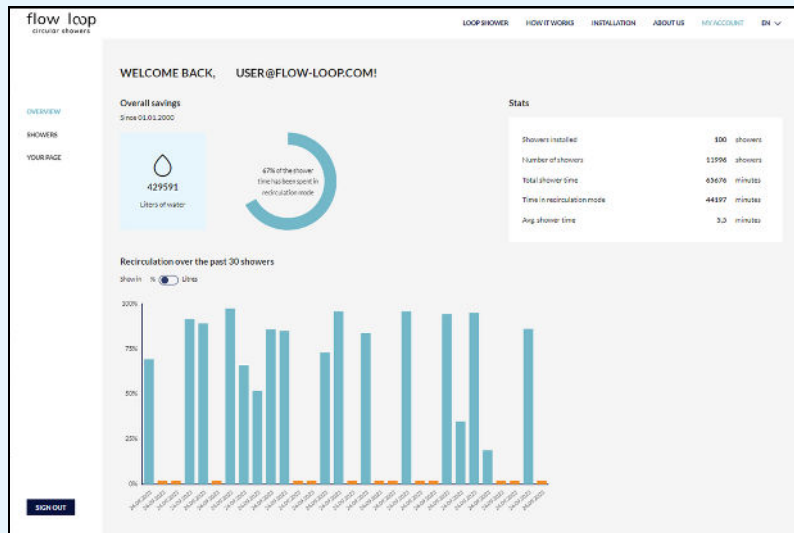 flow loop
circular showers
LOOP SHOWER HOW IT WORKS INSTALLATION ABOUT US MY ACCOUNT EN
WELCOME BACK, USER@FLOW-LOOP.COM!
OVERVIEW
SHOWERS
YOUR PAGE
Overall savings
Since 01.01.2000
429591
Liters of water
67% of the shower
time has been spent in
recirculation mode
Stats
Showers installed 100 showers
Number of showers 11996 showers
Total shower time 65676 minutes
Time in recirculation mode 44197 minutes
Avg. shower time 5,5 minutes
Recirculation over the past 30 showers
Show in % Litres
100%
75%
50%
25%
0%
SIGN OUT